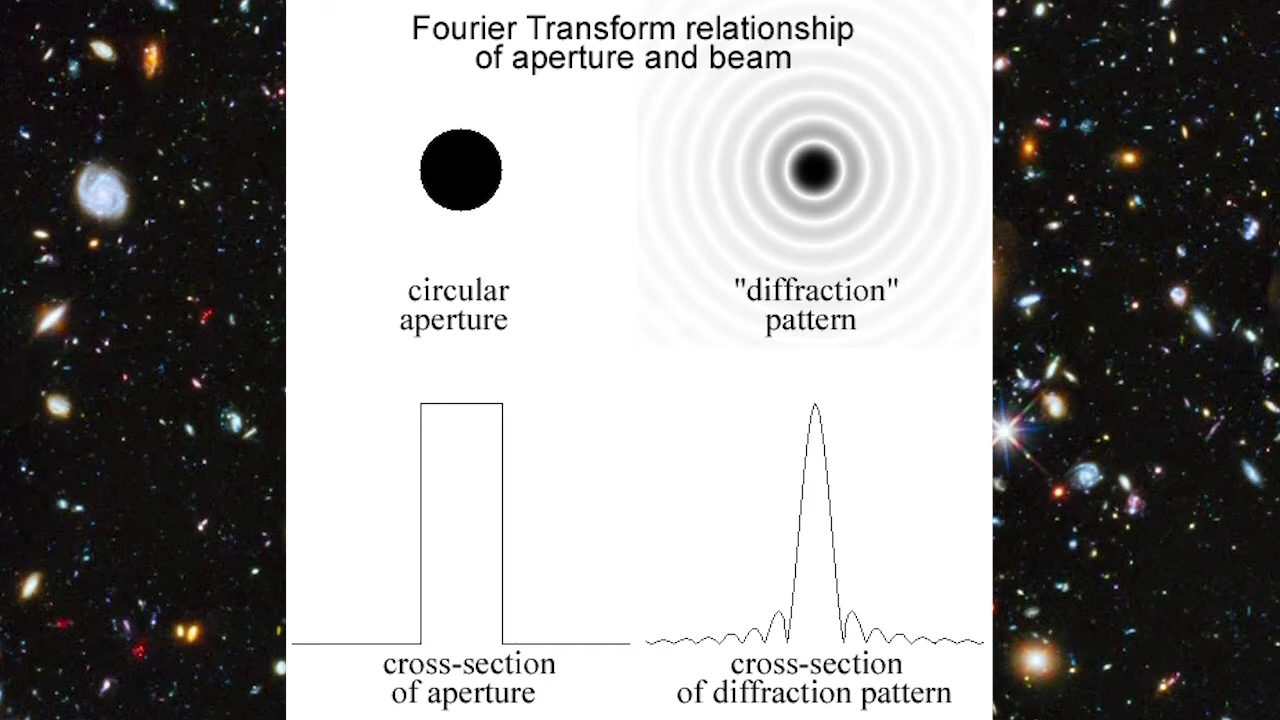 Fourier Transform relationship
of aperture and beam
circular
aperture
"diffraction"
pattern
cross-section
of aperture
cross-section
of diffraction pattern